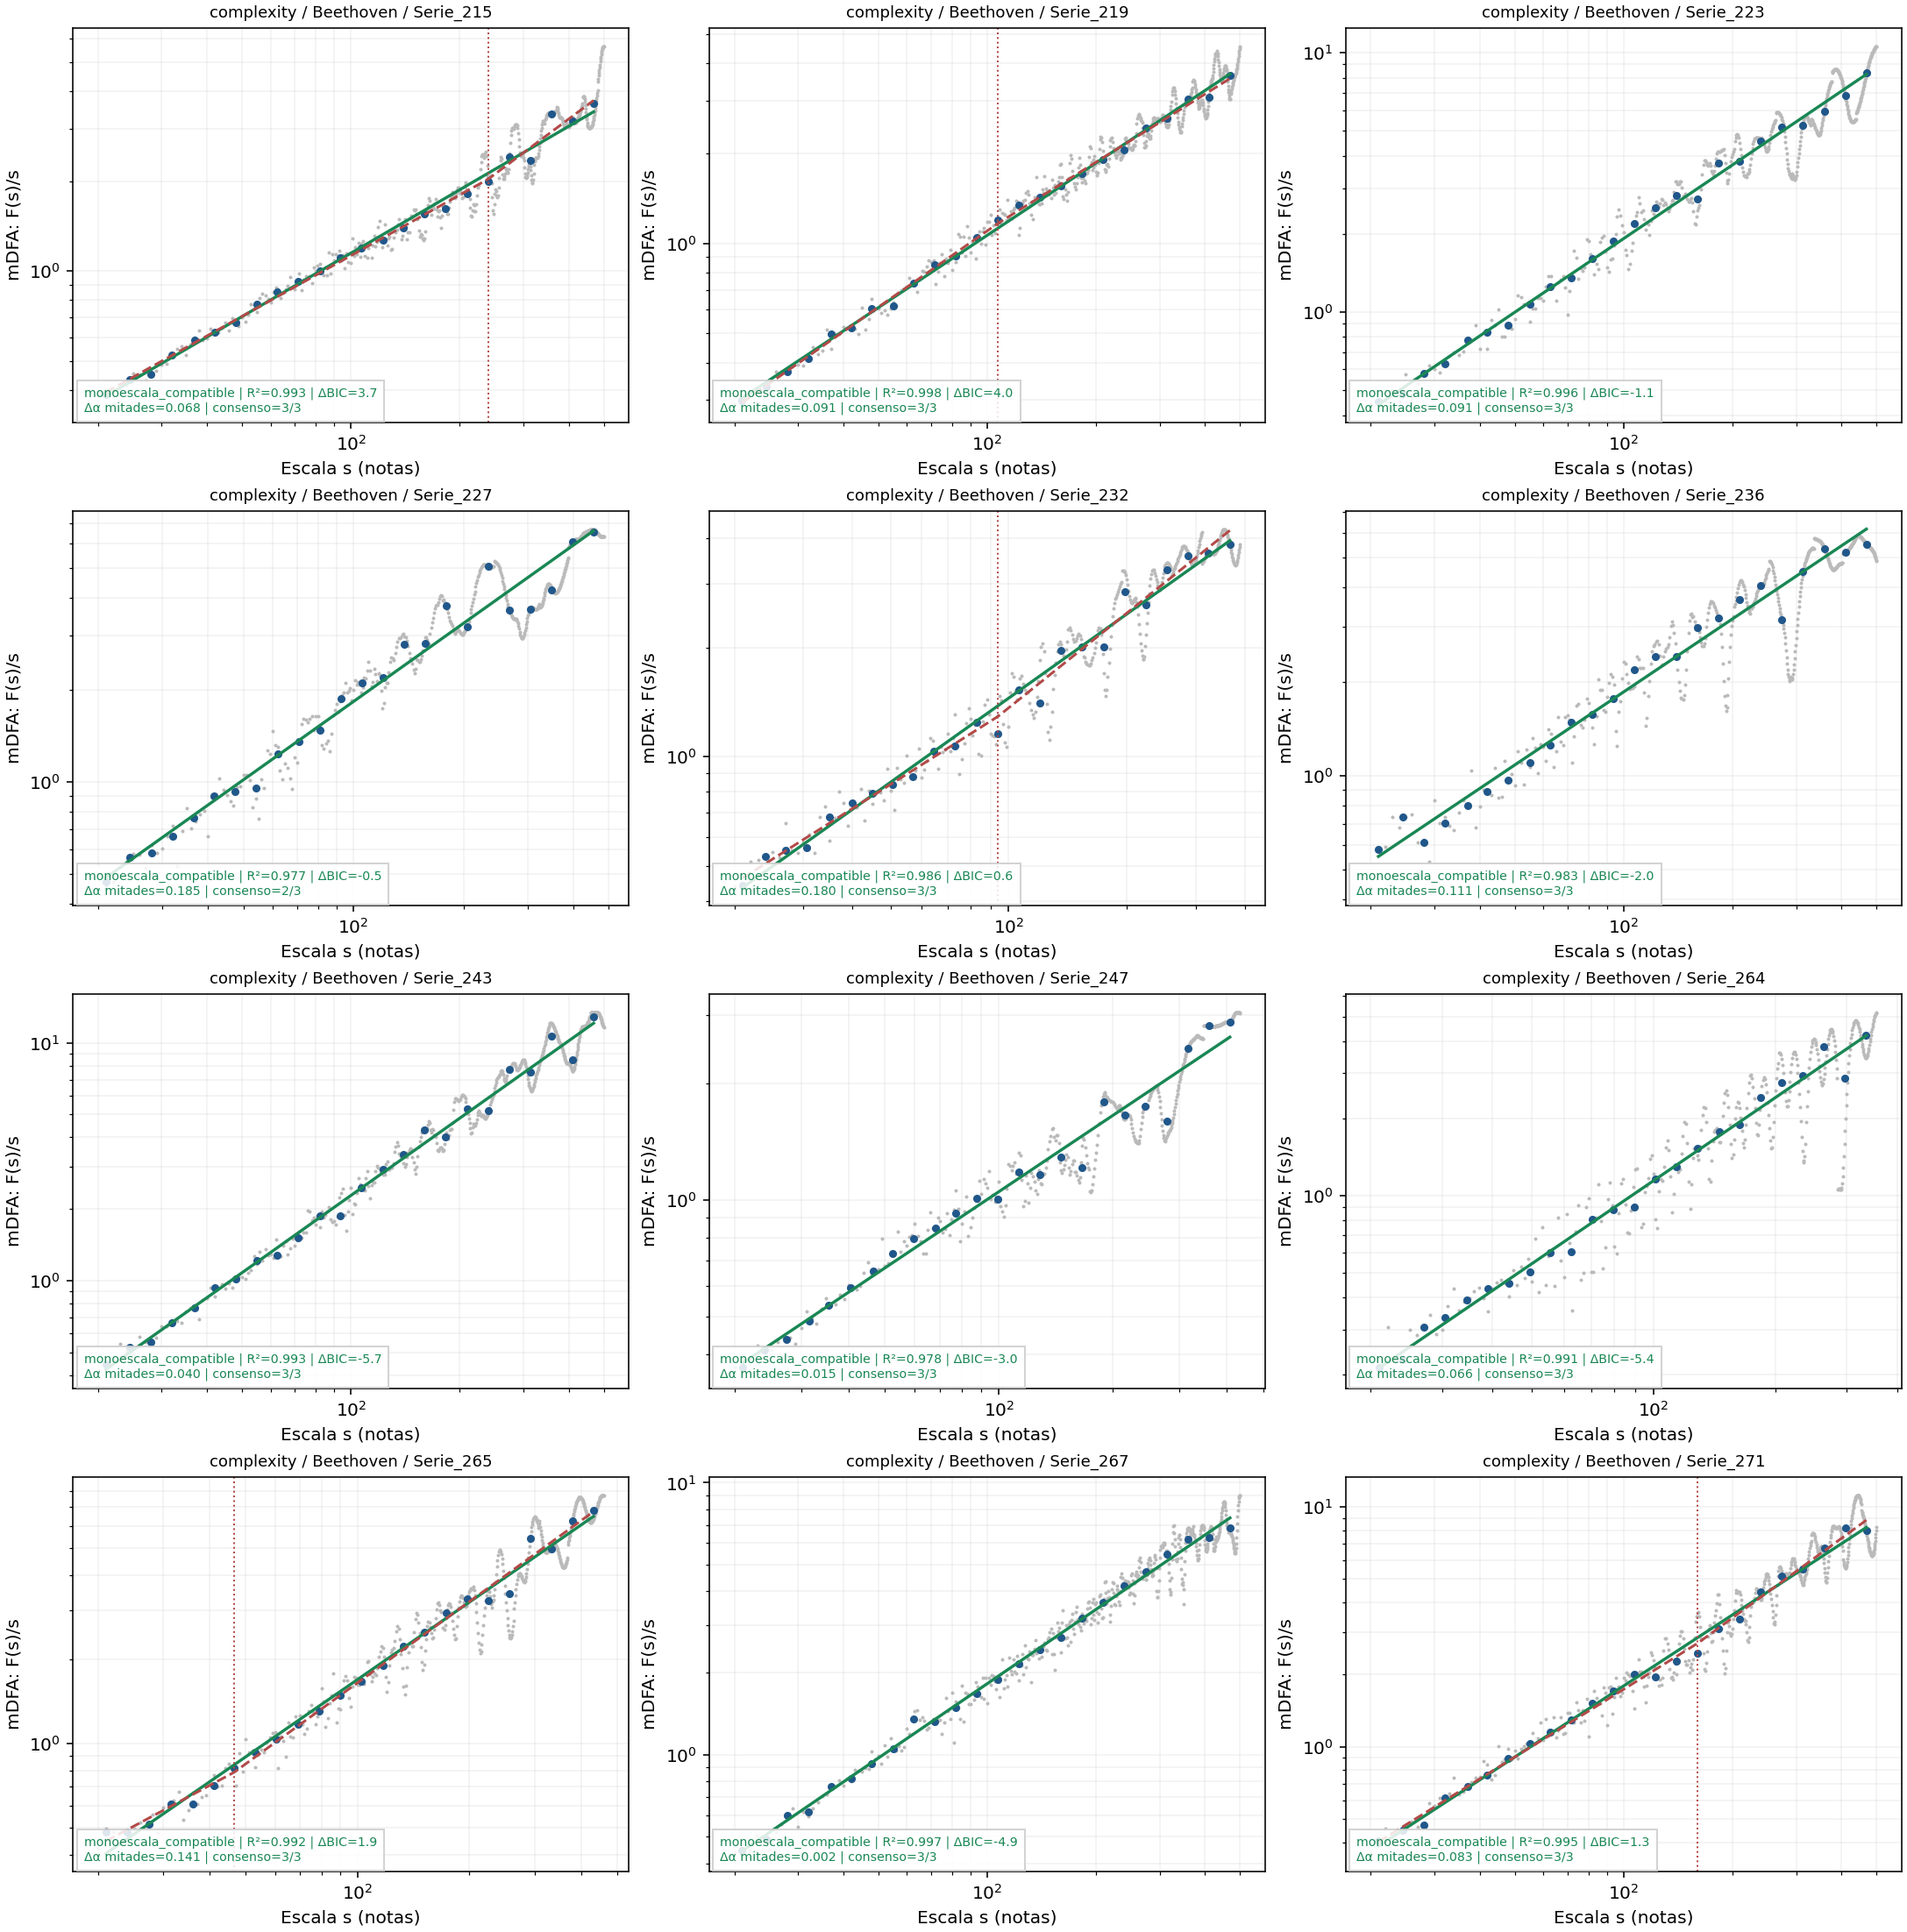 complexity / Beethoven / Serie_215
mDFA: F(s)/s
10⁰
monoescala_compatible | R²=0.993 | ΔBIC=3.7
Δα mitades=0.068 | consenso=3/3
10²
Escala s (notas)
complexity / Beethoven / Serie_219
mDFA: F(s)/s
10⁰
monoescala_compatible | R²=0.998 | ΔBIC=4.0
Δα mitades=0.091 | consenso=3/3
10²
Escala s (notas)
complexity / Beethoven / Serie_223
mDFA: F(s)/s
10¹
10⁰
monoescala_compatible | R²=0.996 | ΔBIC=-1.1
Δα mitades=0.091 | consenso=3/3
10²
Escala s (notas)
complexity / Beethoven / Serie_227
mDFA: F(s)/s
10⁰
monoescala_compatible | R²=0.977 | ΔBIC=-0.5
Δα mitades=0.185 | consenso=2/3
10²
Escala s (notas)
complexity / Beethoven / Serie_232
mDFA: F(s)/s
10⁰
monoescala_compatible | R²=0.986 | ΔBIC=0.6
Δα mitades=0.180 | consenso=3/3
10²
Escala s (notas)
complexity / Beethoven / Serie_236
mDFA: F(s)/s
10⁰
monoescala_compatible | R²=0.983 | ΔBIC=-2.0
Δα mitades=0.111 | consenso=3/3
10²
Escala s (notas)
complexity / Beethoven / Serie_243
mDFA: F(s)/s
10¹
10⁰
monoescala_compatible | R²=0.993 | ΔBIC=-5.7
Δα mitades=0.040 | consenso=3/3
10²
Escala s (notas)
complexity / Beethoven / Serie_247
mDFA: F(s)/s
10⁰
monoescala_compatible | R²=0.978 | ΔBIC=-3.0
Δα mitades=0.015 | consenso=3/3
10²
Escala s (notas)
complexity / Beethoven / Serie_264
mDFA: F(s)/s
10⁰
monoescala_compatible | R²=0.991 | ΔBIC=-5.4
Δα mitades=0.066 | consenso=3/3
10²
Escala s (notas)
complexity / Beethoven / Serie_265
mDFA: F(s)/s
10⁰
monoescala_compatible | R²=0.992 | ΔBIC=1.9
Δα mitades=0.141 | consenso=3/3
10²
Escala s (notas)
complexity / Beethoven / Serie_267
mDFA: F(s)/s
10¹
10⁰
monoescala_compatible | R²=0.997 | ΔBIC=-4.9
Δα mitades=0.002 | consenso=3/3
10²
Escala s (notas)
complexity / Beethoven / Serie_271
mDFA: F(s)/s
10¹
10⁰
monoescala_compatible | R²=0.995 | ΔBIC=1.3
Δα mitades=0.083 | consenso=3/3
10²
Escala s (notas)